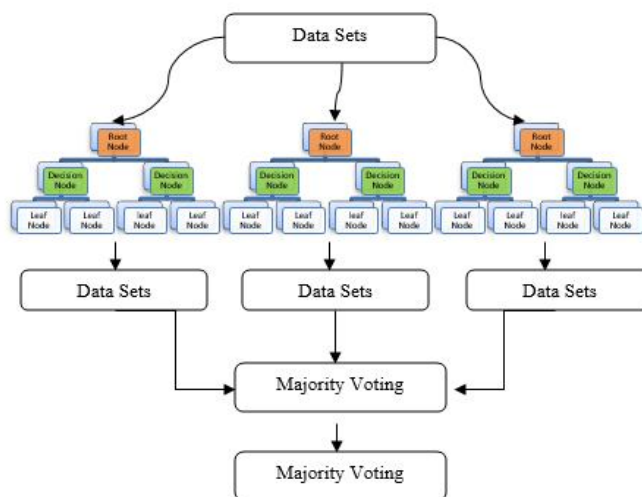 Data Sets
Root
Node
Root
Node
Root
Node
Decision
Node
Decision
Node
Decision
Node
Decision
Node
Decision
Node
Decision
Node
Leaf
Node
Leaf
Node
leaf
Node
Leaf
Node
Leaf
Node
Leaf
Node
leaf
Node
Leaf
Node
Leaf
Node
Leaf
Node
leaf
Node
Leaf
Node
Data Sets
Data Sets
Data Sets
Majority Voting
Majority Voting